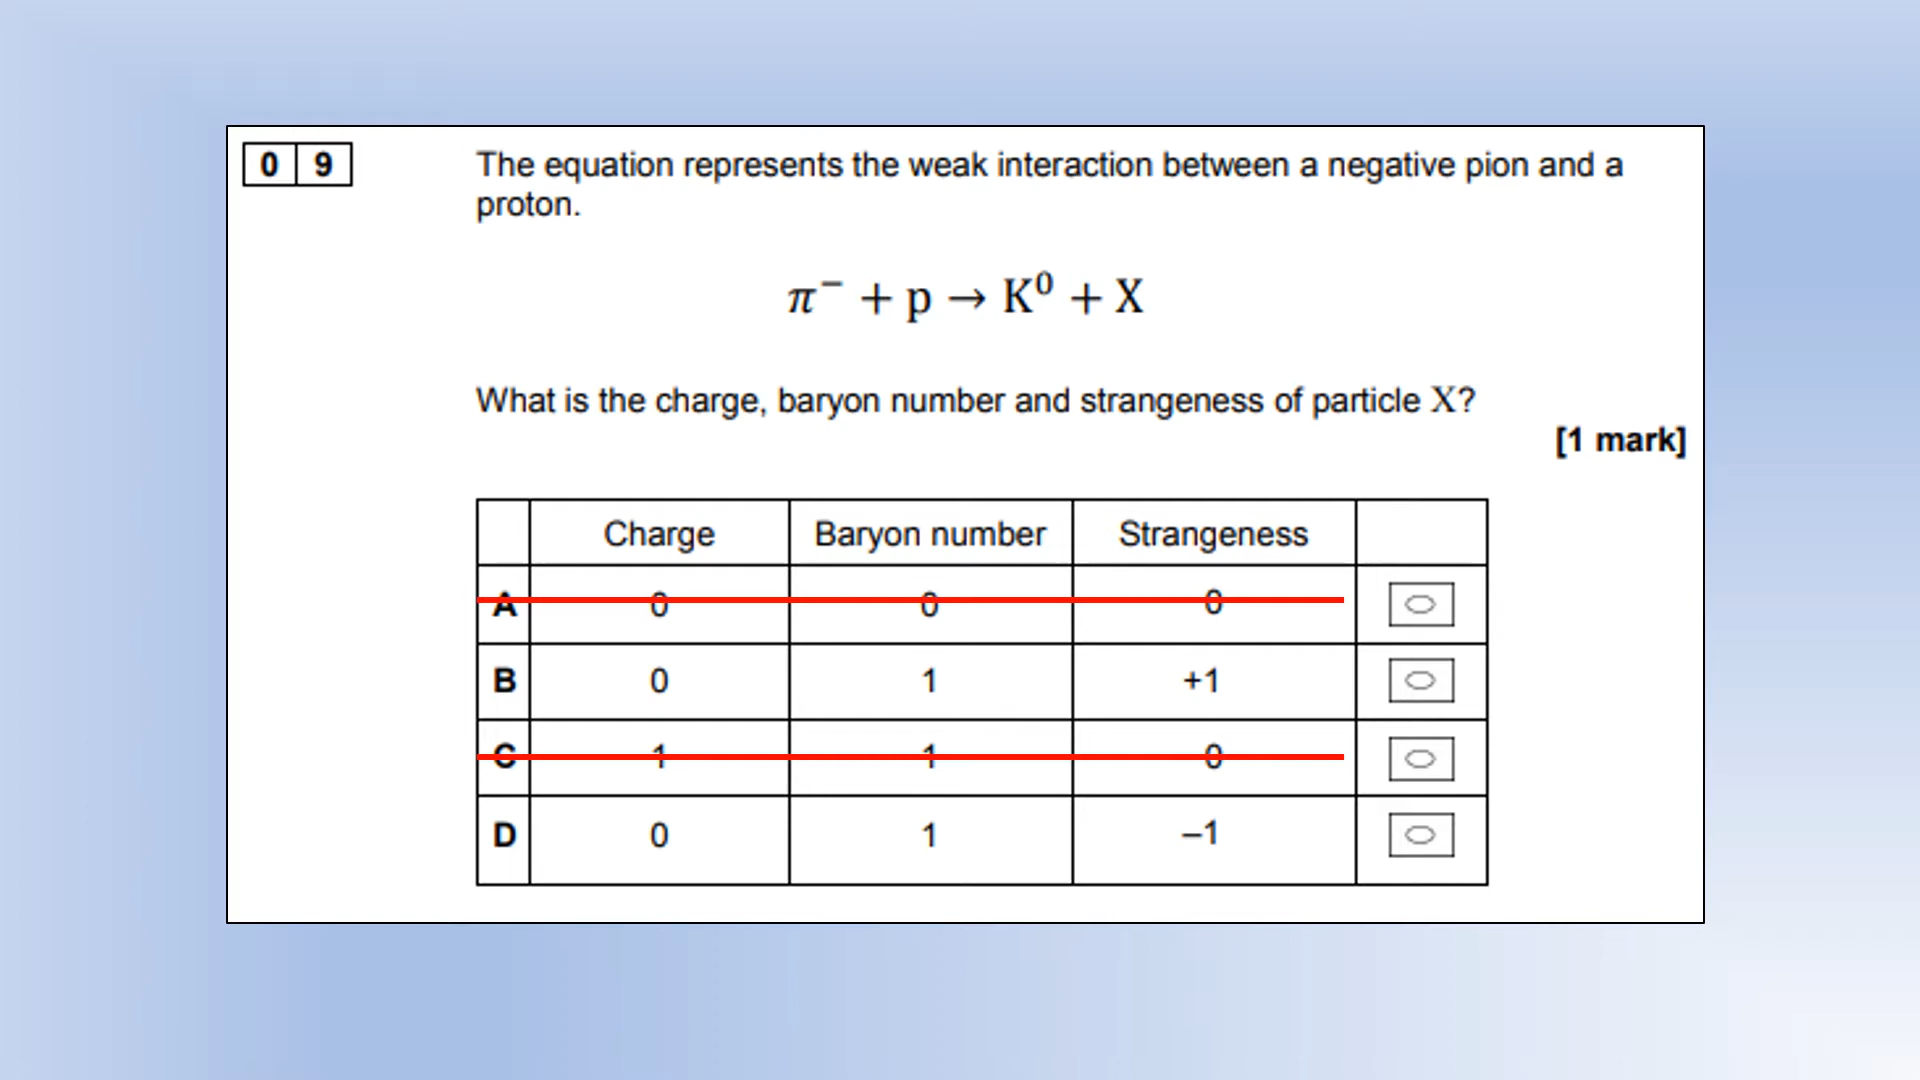 0 9
The equation represents the weak interaction between a negative pion and a
proton.
π⁻ + p → K⁰ + X
What is the charge, baryon number and strangeness of particle X?
[1 mark]
Charge Baryon number Strangeness
A 0 0 0
B 0 1 +1
C 1 1 0
D 0 1 –1